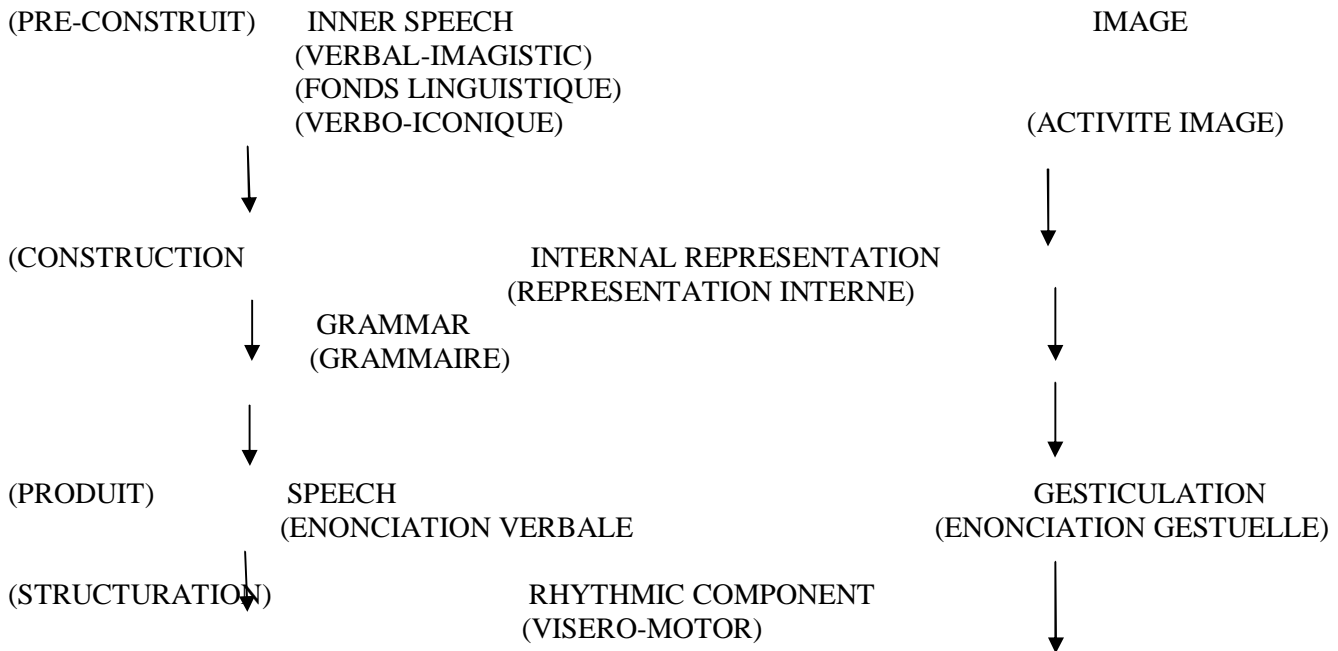 (PRE-CONSTRUIT) INNER SPEECH IMAGE
(VERBAL-IMAGISTIC)
(FONDS LINGUISTIQUE)
(VERBO-ICONIQUE) (ACTIVITE IMAGE)
(CONSTRUCTION INTERNAL REPRESENTATION
(REPRESENTATION INTERNE)
GRAMMAR
(GRAMMAIRE)
(PRODUIT) SPEECH GESTICULATION
(ENONCIATION VERBALE (ENONCIATION GESTUELLE)
(STRUCTURATION) RHYTHMIC COMPONENT
(VISERO-MOTOR)